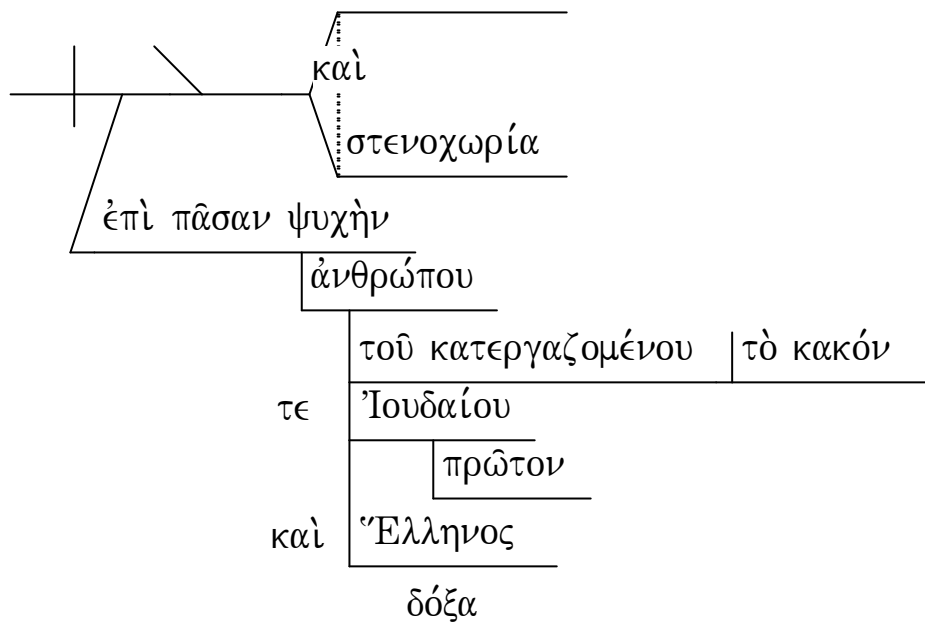 καὶ
στενοχωρία
ἐπὶ πᾶσαν ψυχὴν
ἀνθρώπου
τοῦ κατεργαζομένου τὸ κακόν
τε Ἰουδαίου
πρῶτον
καὶ Ἕλληνος
δόξα